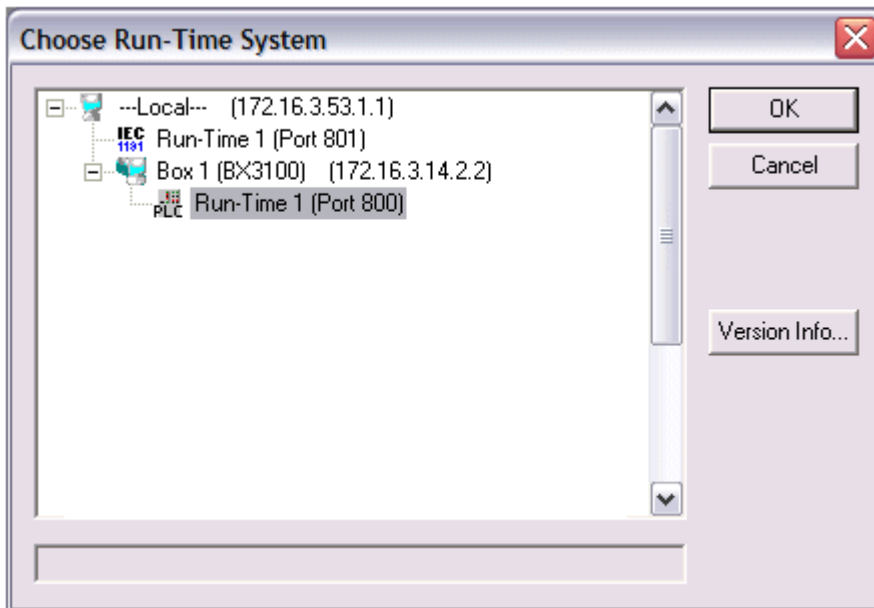 Choose Run-Time System
---Local--- (172.16.3.53.1.1)
IEC
1131
Run-Time 1 (Port 801)
Box 1 (BX3100) (172.16.3.14.2.2)
PLC
Run-Time 1 (Port 800)
OK
Cancel
Version Info...